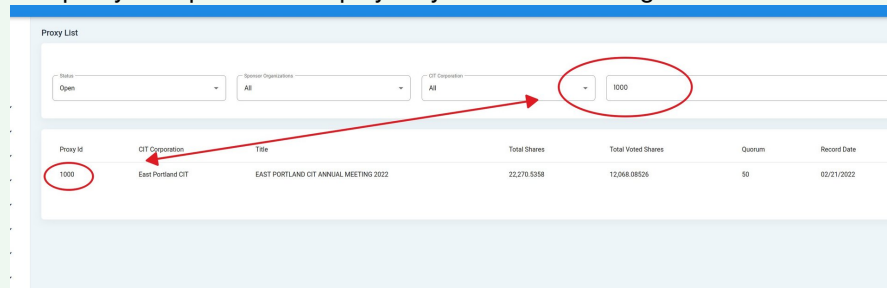 Proxy List
Status
Sponsor Organizations
CIT Corporation
Open
All
All
1000
Proxy Id CIT Corporation Title Total Shares Total Voted Shares Quorum Record Date
1000 East Portland CIT EAST PORTLAND CIT ANNUAL MEETING 2022 22,270.5358 12,068.08526 50 02/21/2022